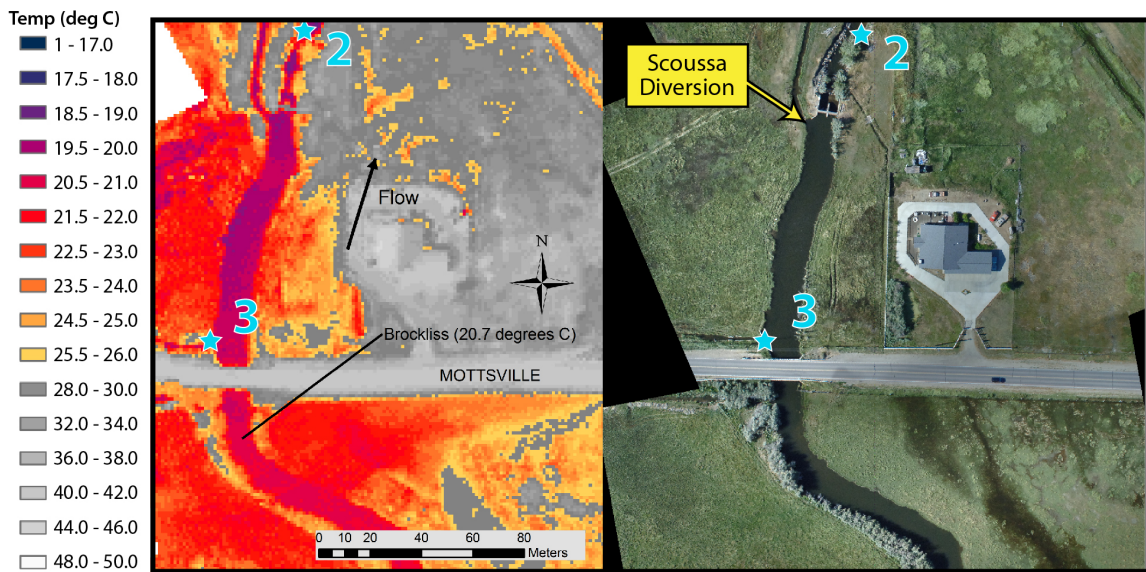 Temp (deg C)
1 - 17.0
17.5 - 18.0
18.5 - 19.0
19.5 - 20.0
20.5 - 21.0
21.5 - 22.0
22.5 - 23.0
23.5 - 24.0
24.5 - 25.0
25.5 - 26.0
28.0 - 30.0
32.0 - 34.0
36.0 - 38.0
40.0 - 42.0
44.0 - 46.0
48.0 - 50.0
2
Flow
N
3
Brockliss (20.7 degrees C)
MOTTSVILLE
0 10 20 40 60 80
Meters
2
Scoussa
Diversion
3